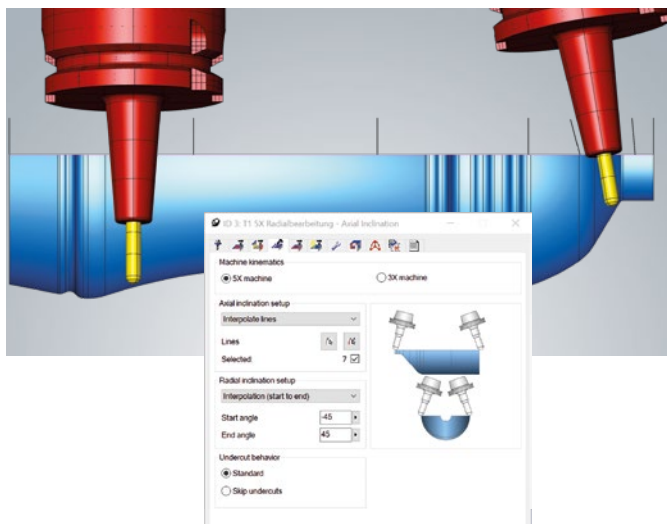 ID 3: T1 5X Radialbearbeitung - Axial Inclination
Machine kinematics
5X machine
3X machine
Axial inclination setup
Interpolate lines
Lines
Selected 7
Radial inclination setup
Interpolation (start to end)
Start angle -45
End angle 45
Undercut behavior
Standard
Skip undercuts